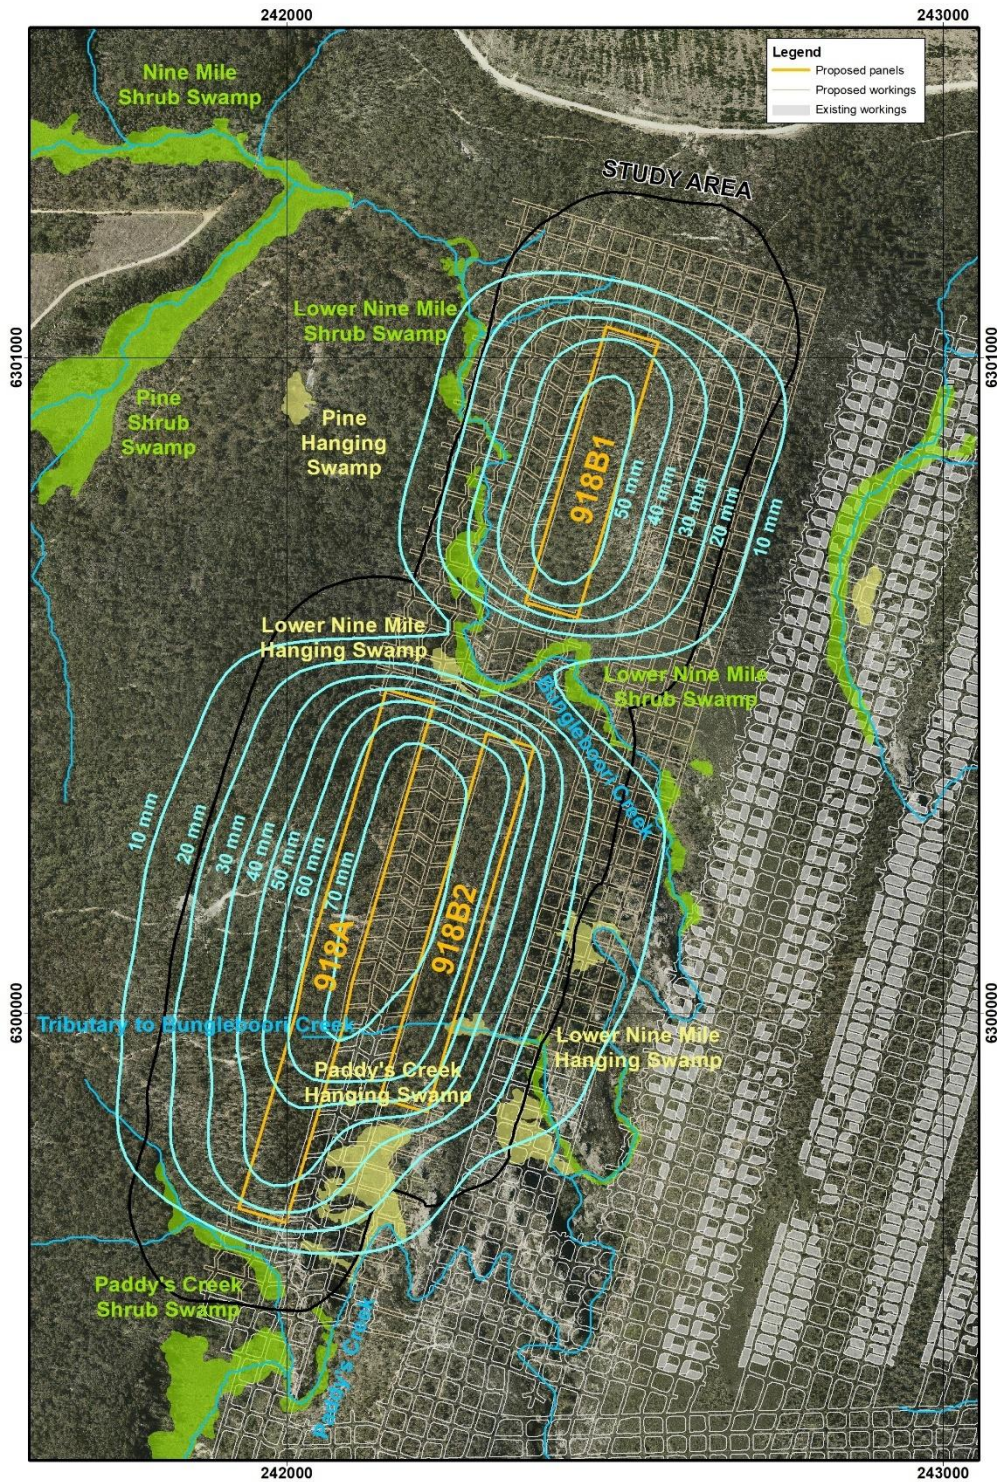 242000
243000
Legend
Proposed panels
Proposed workings
Existing workings
Nine Mile
Shrub Swamp
STUDY AREA
Lower Nine Mile
Shrub Swamp
6301000
6301000
Pine
Shrub
Swamp
Pine
Hanging
Swamp
918B1
50 mm
40 mm
30 mm
20 mm
10 mm
Lower Nine Mile
Hanging Swamp
Lower Nine Mile
Shrub Swamp
Bungleboori Creek
10 mm
20 mm
30 mm
40 mm
50 mm
60 mm
70 mm
918A
918B2
6300000
6300000
Tributary to Bungleboori Creek
Lower Nine Mile
Hanging Swamp
Paddy's Creek
Hanging Swamp
Paddy's Creek
Shrub Swamp
Paddy's Creek
242000
243000